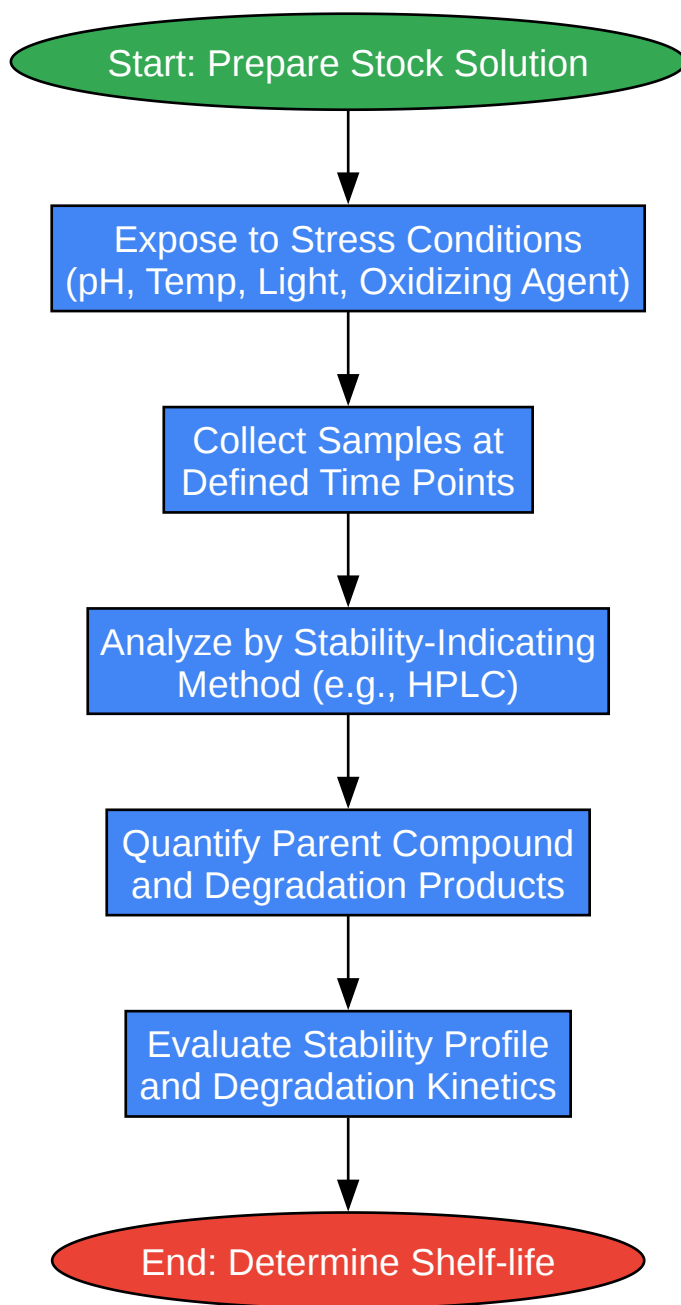 Start: Prepare Stock Solution
Expose to Stress Conditions
(pH, Temp, Light, Oxidizing Agent)
Collect Samples at
Defined Time Points
Analyze by Stability-Indicating
Method (e.g., HPLC)
Quantify Parent Compound
and Degradation Products
Evaluate Stability Profile
and Degradation Kinetics
End: Determine Shelf-life